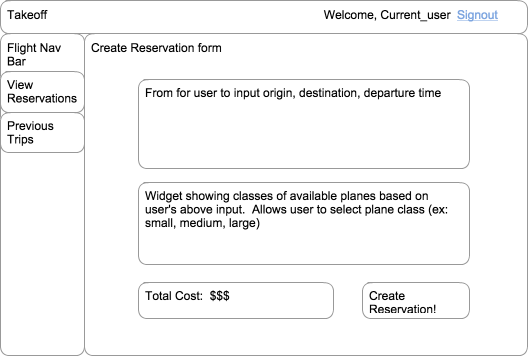 Takeoff
Welcome, Current_user Signout
Flight Nav
Bar
View
Reservations
Previous
Trips
Create Reservation form
From for user to input origin, destination, departure time
Widget showing classes of available planes based on
user's above input.  Allows user to select plane class (ex:
small, medium, large)
Total Cost:  $$$
Create
Reservation!